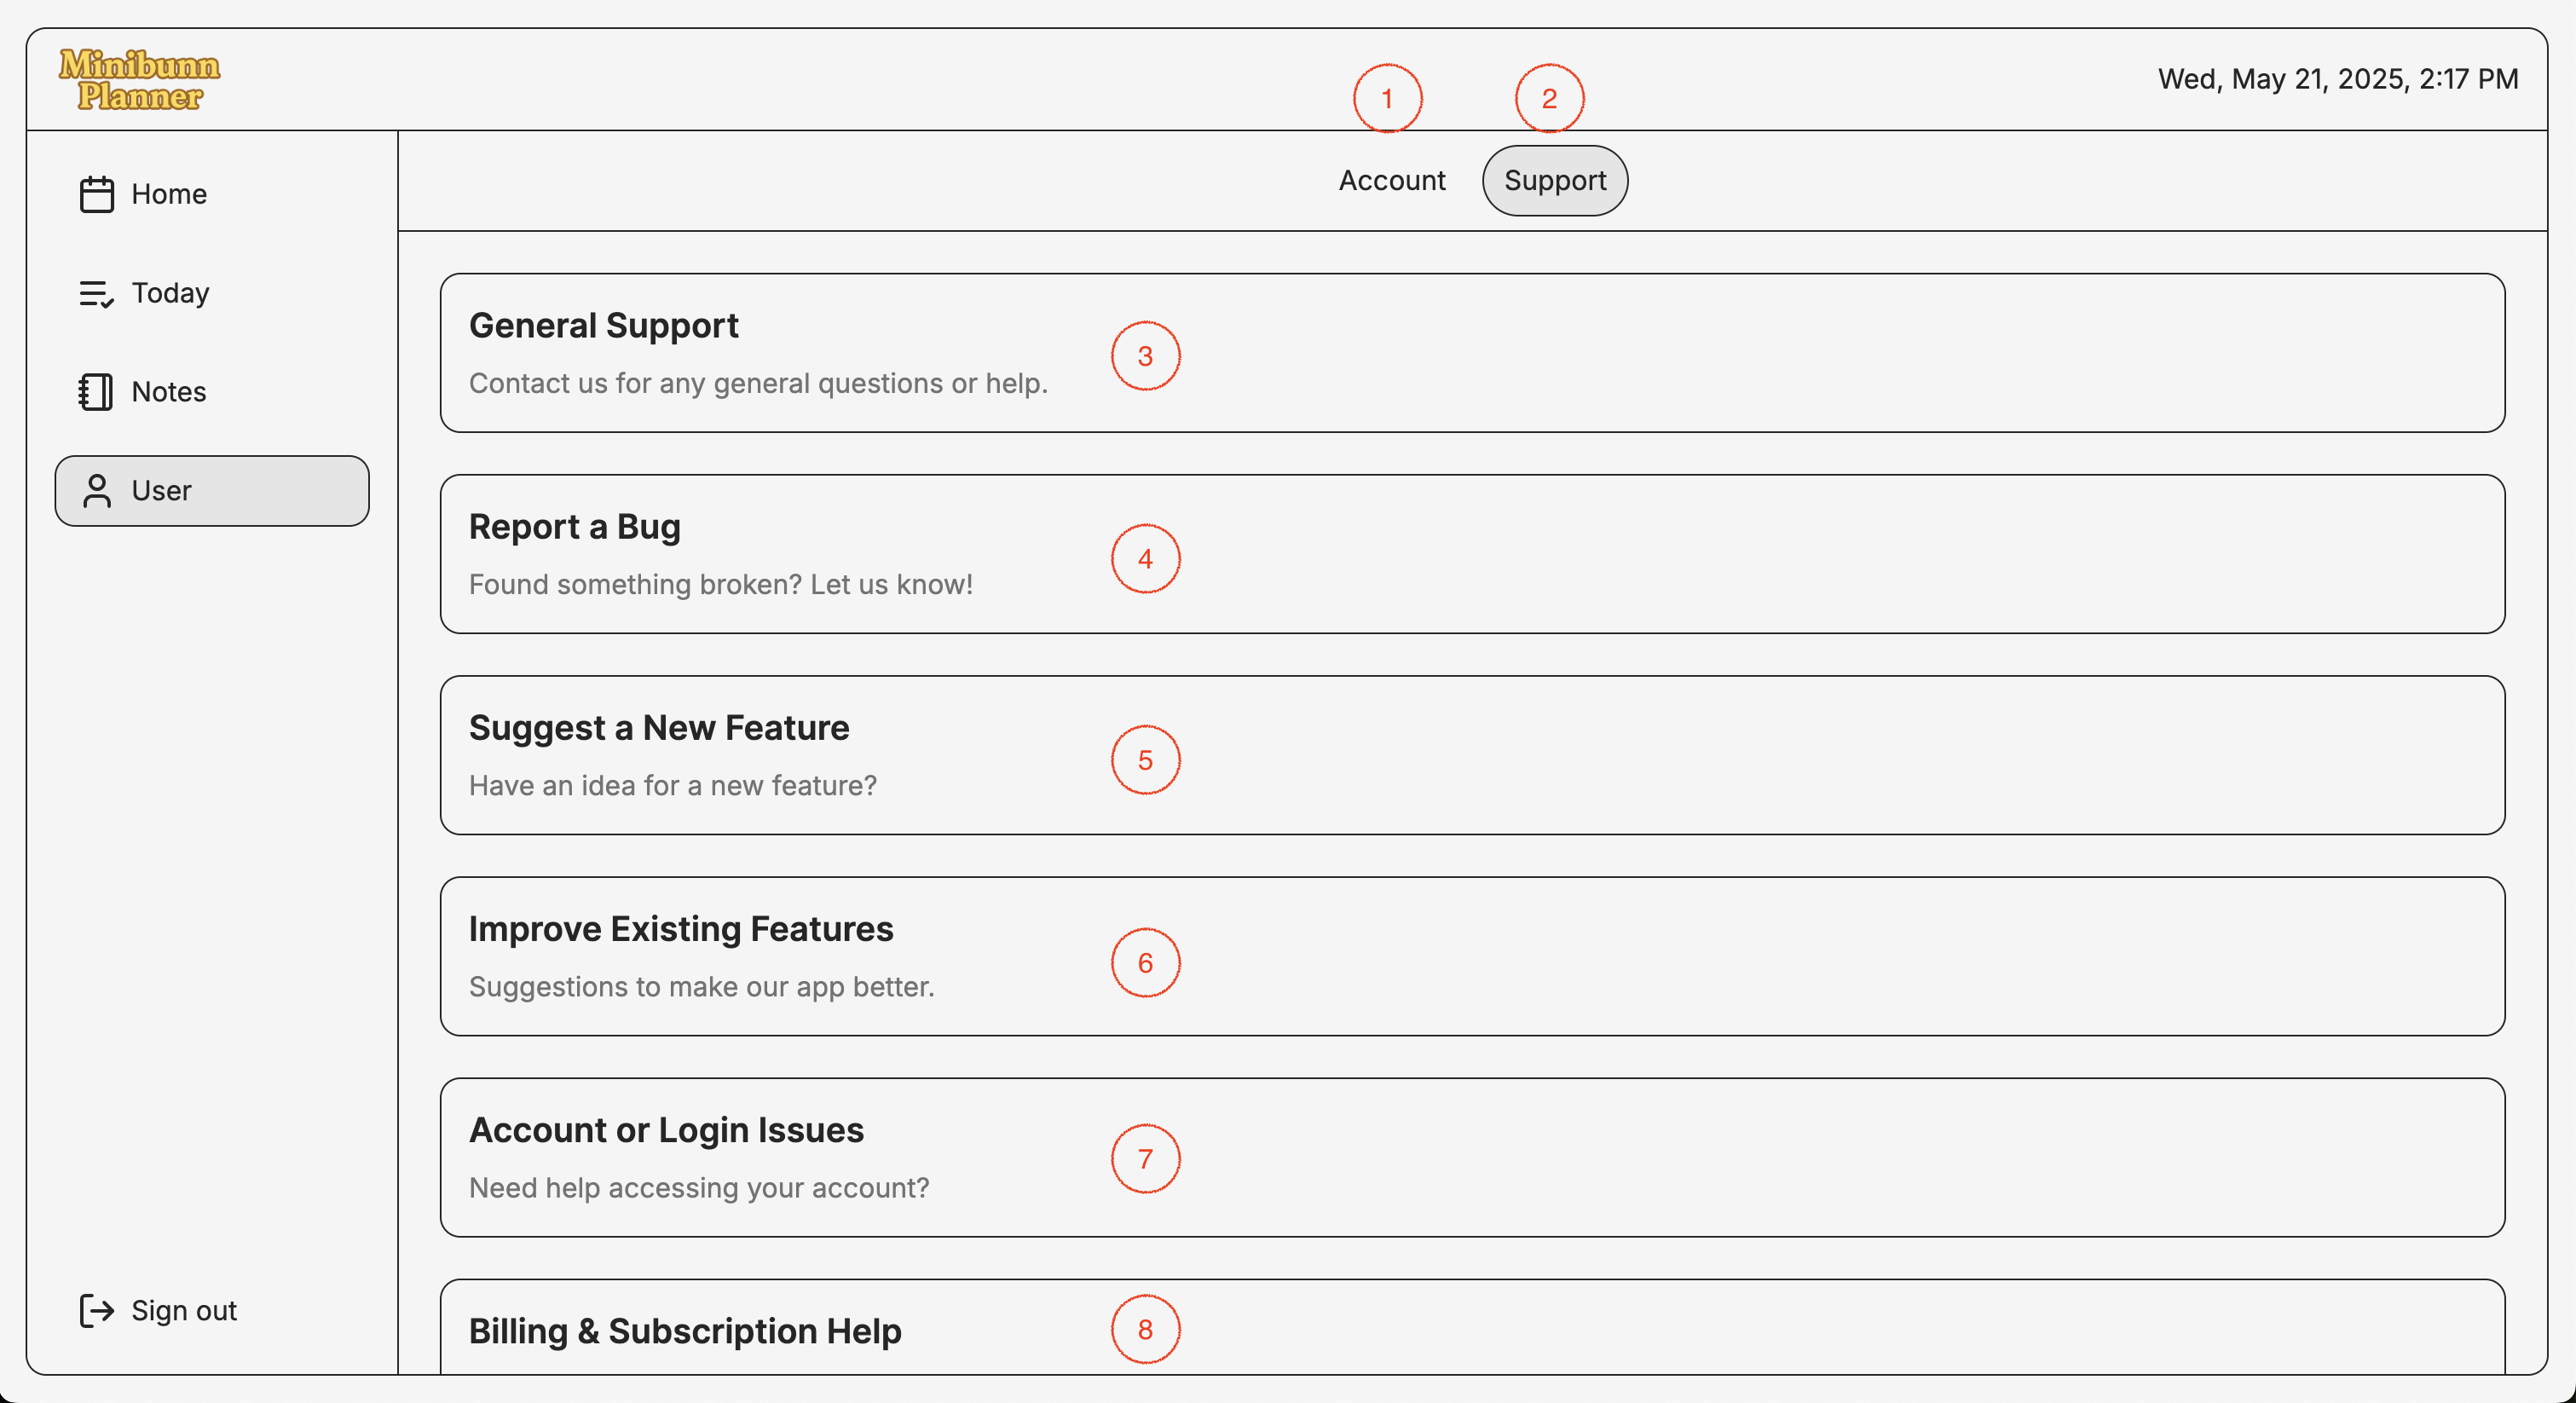 Minibunn
Planner
Wed, May 21, 2025, 2:17 PM
1
2
Account
Support
Home
Today
Notes
User
Sign out
General Support
Contact us for any general questions or help.
3
Report a Bug
Found something broken? Let us know!
4
Suggest a New Feature
Have an idea for a new feature?
5
Improve Existing Features
Suggestions to make our app better.
6
Account or Login Issues
Need help accessing your account?
7
Billing & Subscription Help
8